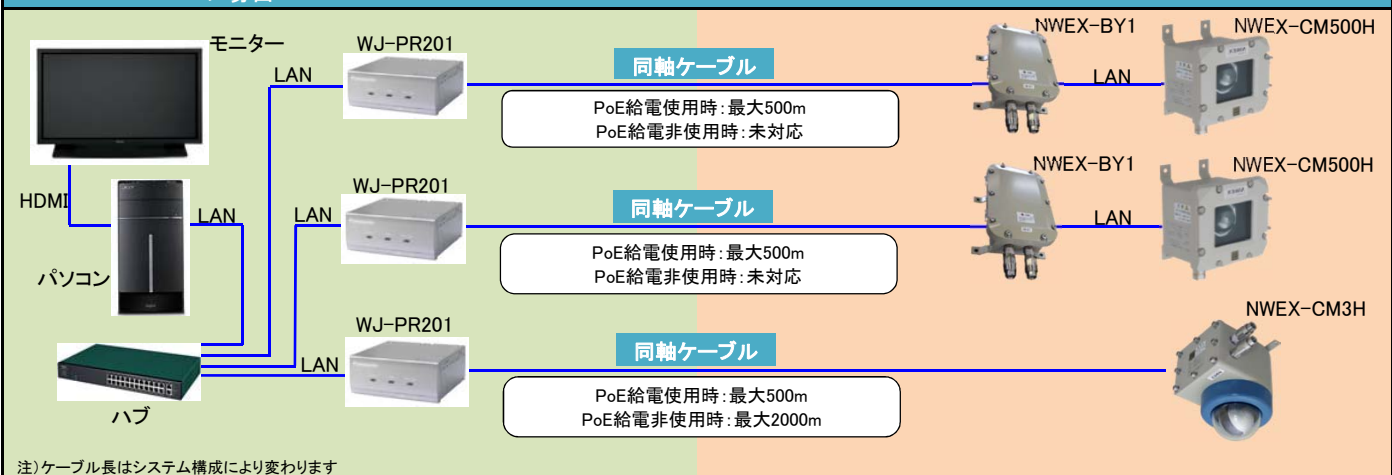 モニター
WJ-PR201
NWEX-BY1
NWEX-CM500H
LAN
同軸ケーブル
LAN
PoE給電使用時:最大500m
PoE給電非使用時:未対応
WJ-PR201
NWEX-BY1
NWEX-CM500H
HDMI
LAN
LAN
同軸ケーブル
LAN
PoE給電使用時:最大500m
PoE給電非使用時:未対応
パソコン
WJ-PR201
NWEX-CM3H
同軸ケーブル
LAN
PoE給電使用時:最大500m
PoE給電非使用時:最大2000m
ハブ
注)ケーブル長はシステム構成により変わります